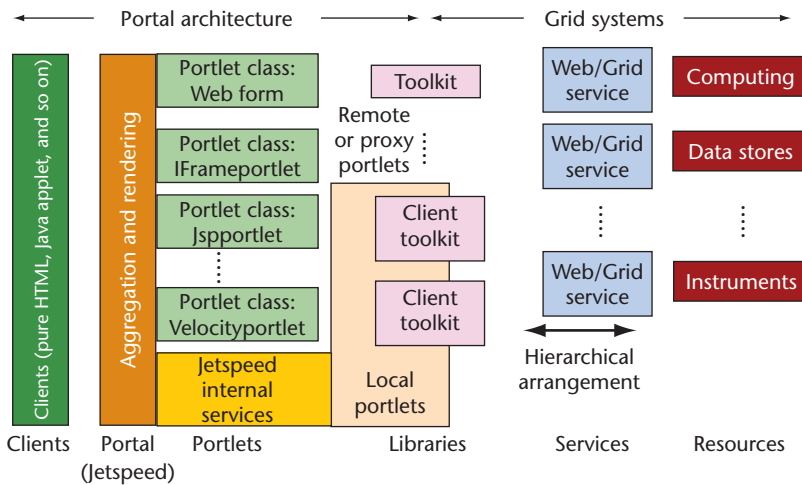 Portal architecture
Grid systems
Clients (pure HTML, Java applet, and so on)
Aggregation and rendering
Portlet class:
Web form
Portlet class:
IFrameportlet
Portlet class:
Jspportlet
Portlet class:
Velocityportlet
Jetspeed
internal
services
Toolkit
Remote
or proxy
portlets
Client
toolkit
Client
toolkit
Local
portlets
Web/Grid
service
Web/Grid
service
Web/Grid
service
Hierarchical
arrangement
Computing
Data stores
Instruments
Clients
Portal
(Jetspeed)
Portlets
Libraries
Services
Resources